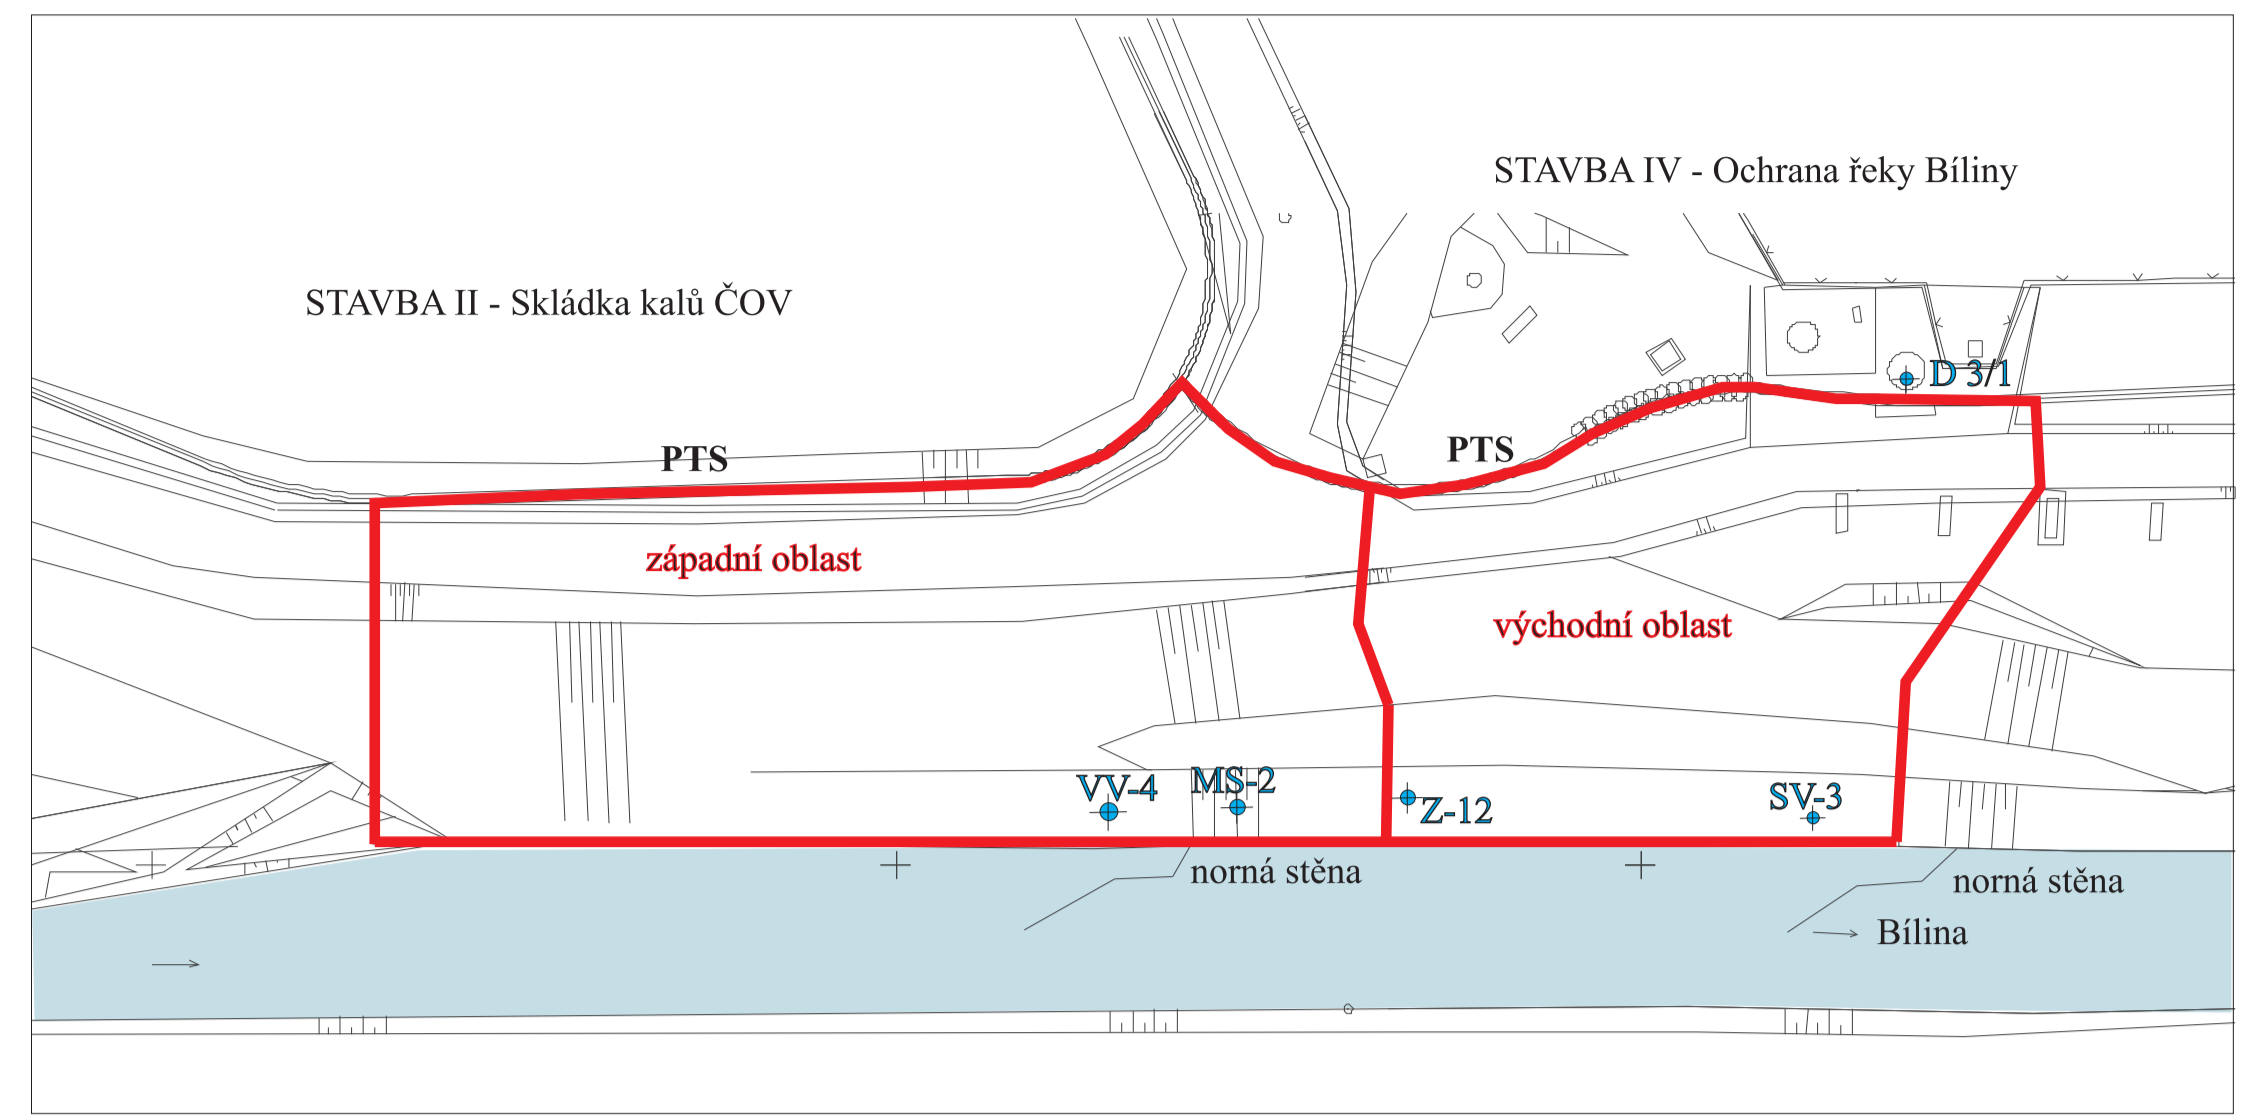 STAVBA IV - Ochrana řeky Bíliny
STAVBA II - Skládka kalů ČOV
D 3/1
PTS
PTS
západní oblast
východní oblast
VV-4
MS-2
Z-12
SV-3
norná stěna
norná stěna
Bílina